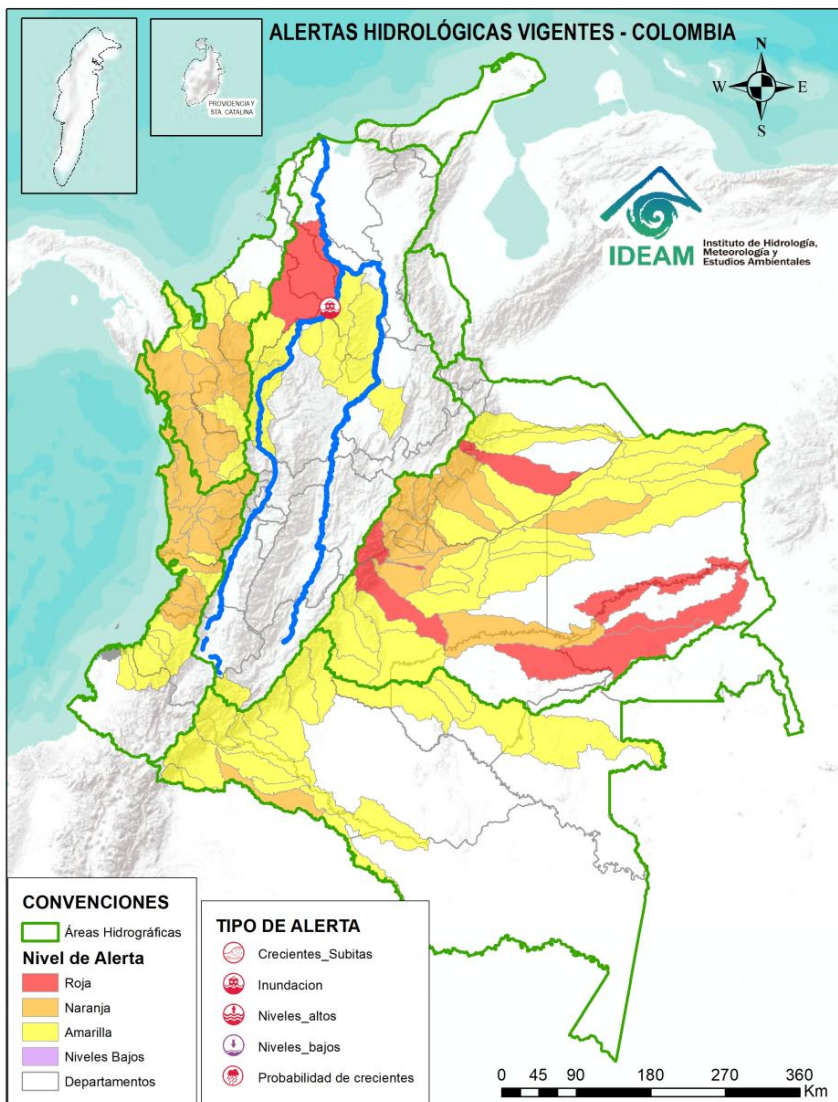 ALERTAS HIDROLÓGICAS VIGENTES - COLOMBIA
PROVIDENCIA Y
STA. CATALINA
N
W
E
S
IDEAM
Instituto de Hidrología,
Meteorología y
Estudios Ambientales
CONVENCIONES
Áreas Hidrográficas
Nivel de Alerta
Roja
Naranja
Amarilla
Niveles Bajos
Departamentos
TIPO DE ALERTA
Crecientes_Subitas
Inundacion
Niveles_altos
Niveles_bajos
Probabilidad de crecientes
0 45 90 180 270 360
Km